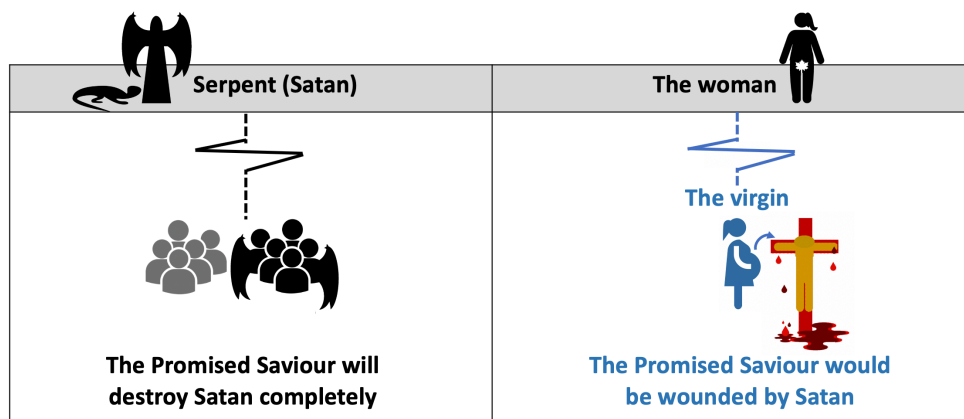 Serpent (Satan)
The woman
The virgin
The Promised Saviour will
destroy Satan completely
The Promised Saviour would
be wounded by Satan